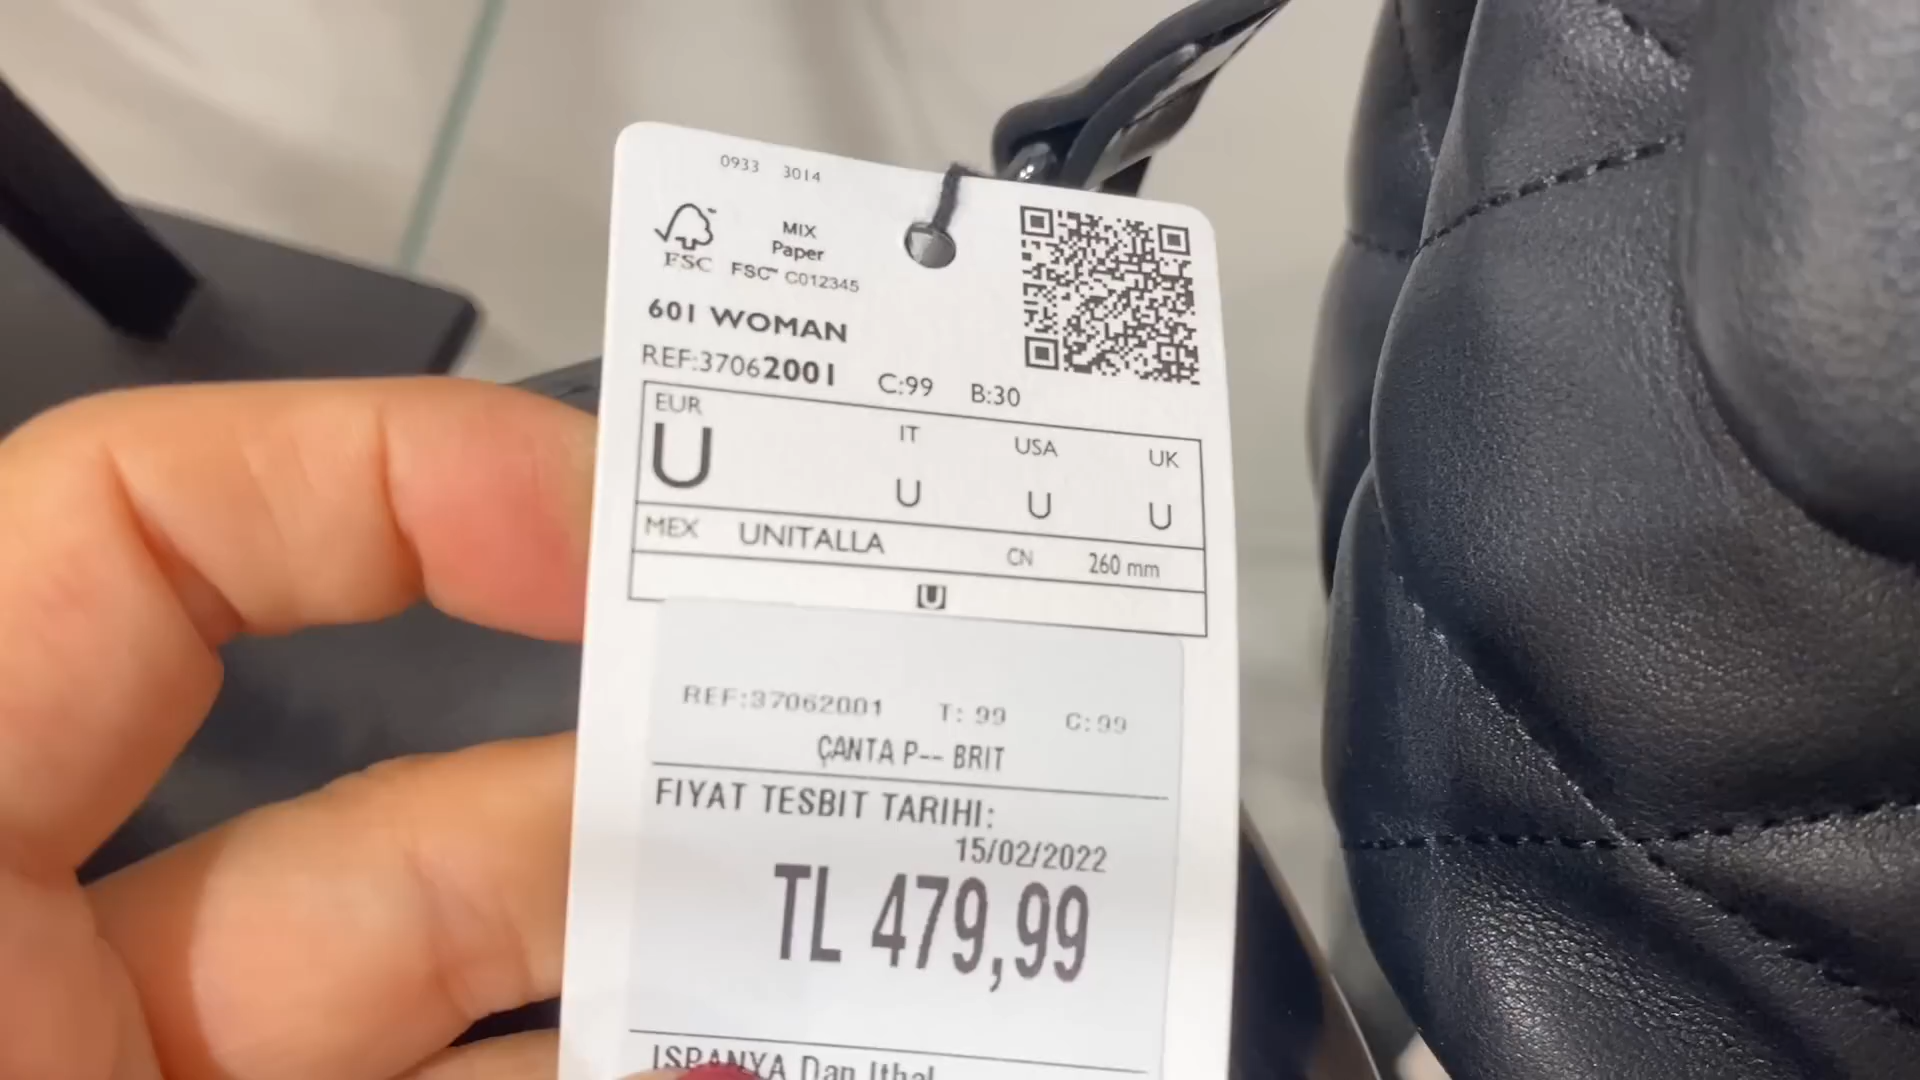 0933 3014
FSC
MIX
Paper
FSC™ C012345
601 WOMAN
REF:37062001 C:99 B:30
EUR IT USA UK
U U U U
MEX UNITALLA CN 260 mm
U
REF:37062001 T: 99 C:99
ÇANTA P-- BRIT
FIYAT TESBIT TARIHI:
15/02/2022
TL 479,99
ISPANYA Dan Ithal